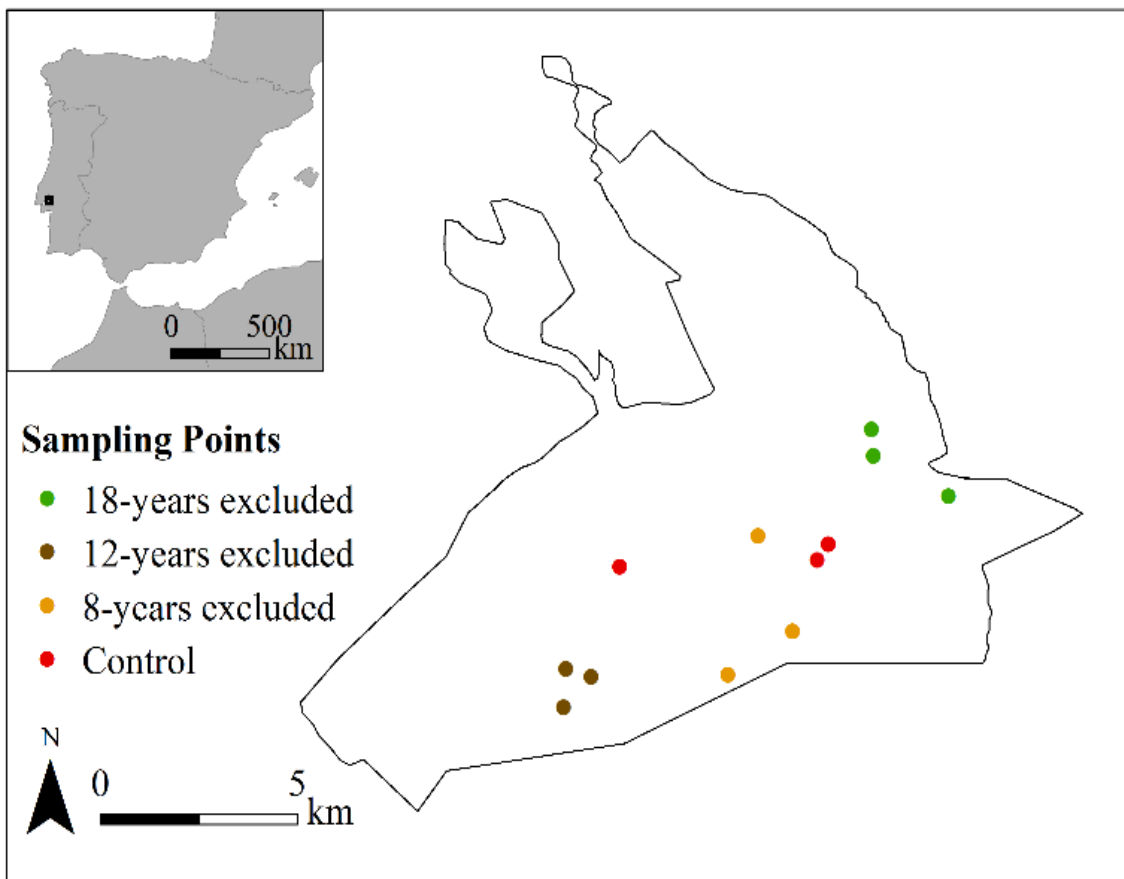 0 500
km
Sampling Points
18-years excluded
12-years excluded
8-years excluded
Control
N
0 5
km